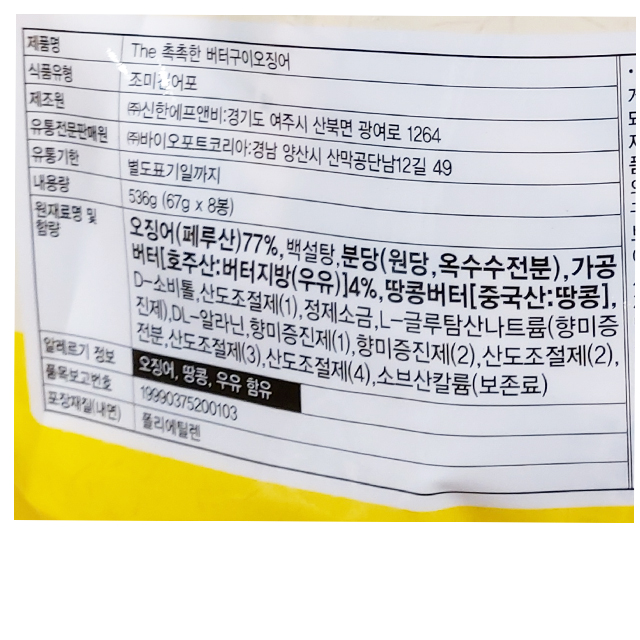 제품명 The 촉촉한 버터구이오징어
식품유형 조미건어포
제조원 ㈜신한에프앤비:경기도 여주시 산북면 광여로 1264
유통전문판매원 ㈜바이오포트코리아:경남 양산시 산막공단남12길 49
유통기한 별도표기일까지
내용량 536g (67g x 8봉)
원재료명 및 함량 오징어(페루산)77%,백설탕,분당(원당,옥수수전분),가공
버터[호주산:버터지방(우유)]4%,땅콩버터[중국산:땅콩],
D-소비톨,산도조절제(1),정제소금,L-글루탐산나트륨(향미증
진제),DL-알라닌,향미증진제(1),향미증진제(2),산도조절제(2),
전분,산도조절제(3),산도조절제(4),소브산칼륨(보존료)
알레르기 정보 오징어, 땅콩, 우유 함유
품목보고번호 19990375200103
포장재질(내면) 폴리에틸렌